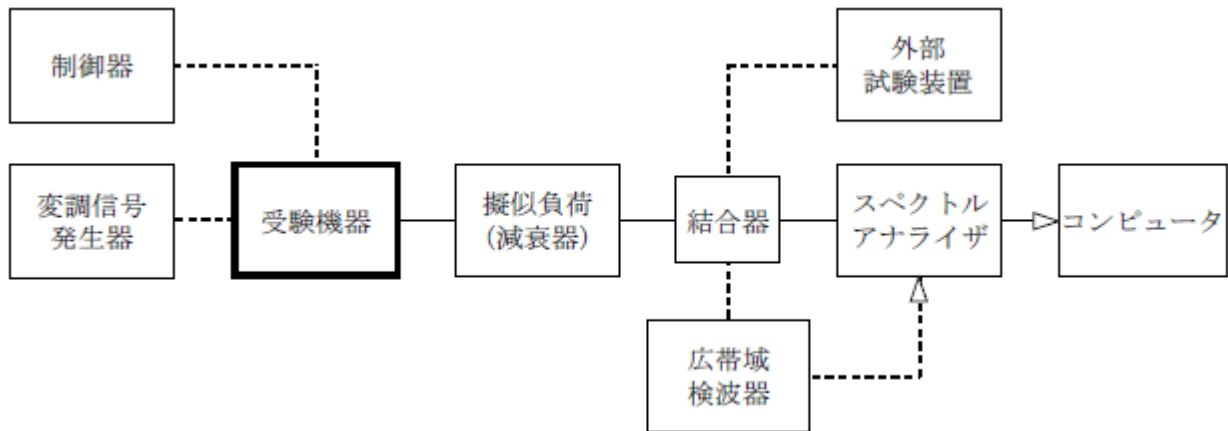 制御器
外部
試験装置
変調信号
発生器
受験機器
擬似負荷
(減衰器)
結合器
スペクトル
アナライザ
コンピュータ
広帯域
検波器